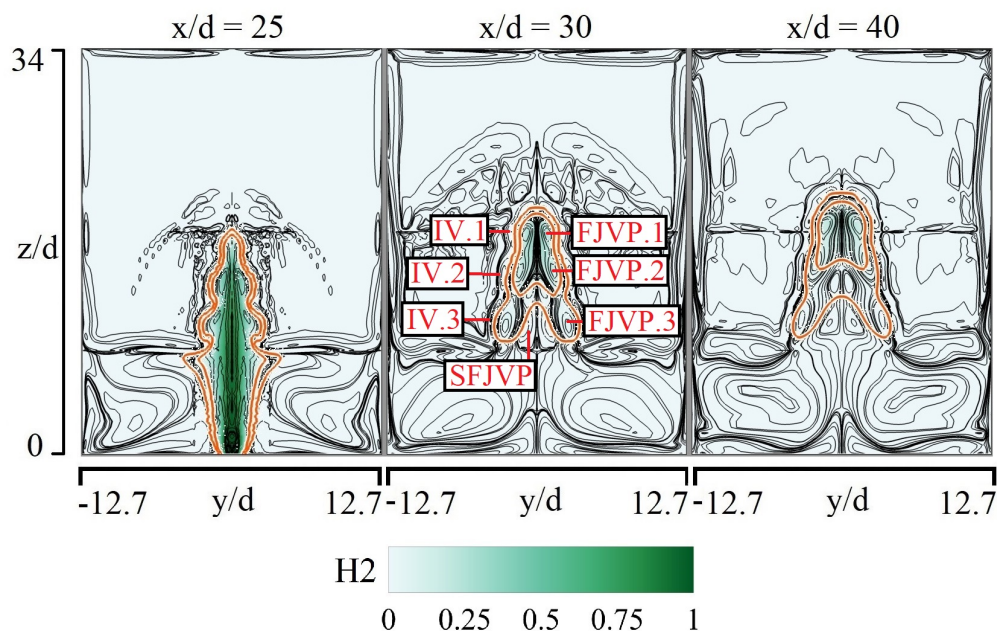 x/d = 25
x/d = 30
x/d = 40
34
z/d
0
IV.1
FJVP.1
IV.2
FJVP.2
IV.3
FJVP.3
SFJVP
-12.7 y/d 12.7
-12.7 y/d 12.7
-12.7 y/d 12.7
H2
0 0.25 0.5 0.75 1